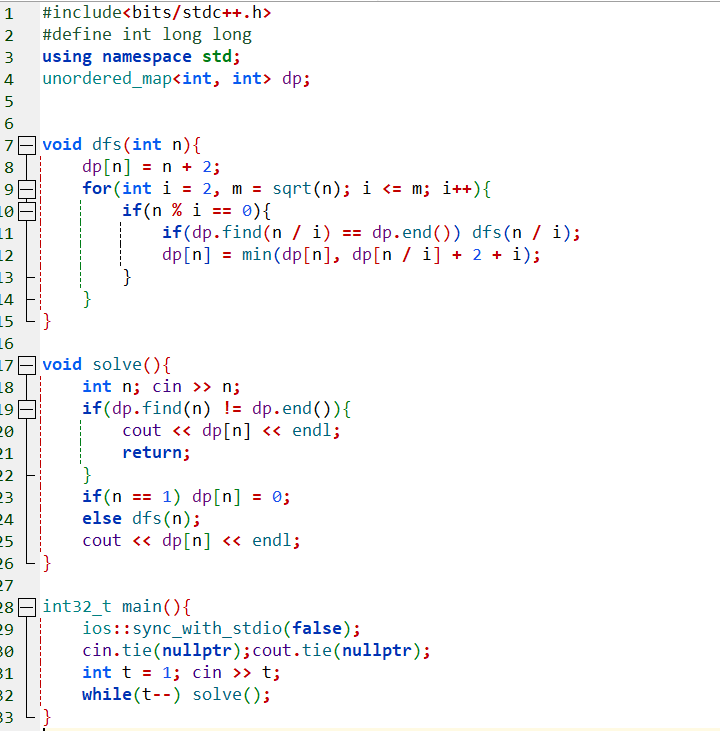 1 #include<bits/stdc++.h>
2 #define int long long
3 using namespace std;
4 unordered_map<int, int> dp;
5
6
7 void dfs(int n){
8 dp[n] = n + 2;
9 for(int i = 2, m = sqrt(n); i <= m; i++){
10 if(n % i == 0){
11 if(dp.find(n / i) == dp.end()) dfs(n / i);
12 dp[n] = min(dp[n], dp[n / i] + 2 + i);
13 }
14 }
15 }
16
17 void solve(){
18 int n; cin >> n;
19 if(dp.find(n) != dp.end()){
20 cout << dp[n] << endl;
21 return;
22 }
23 if(n == 1) dp[n] = 0;
24 else dfs(n);
25 cout << dp[n] << endl;
26 }
27
28 int32_t main(){
29 ios::sync_with_stdio(false);
30 cin.tie(nullptr);cout.tie(nullptr);
31 int t = 1; cin >> t;
32 while(t--) solve();
33 }